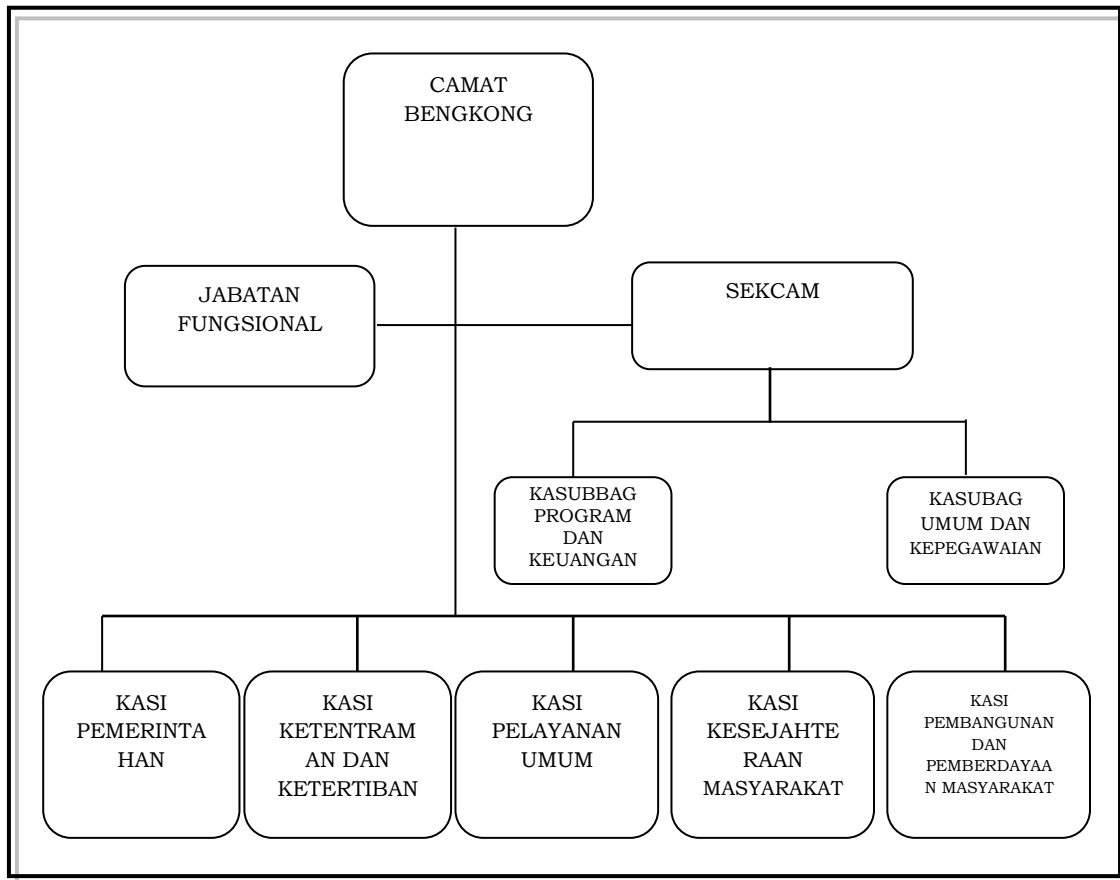 CAMAT
BENGKONG
JABATAN
FUNGSIONAL
SEKCAM
KASUBBAG
PROGRAM
DAN
KEUANGAN
KASUBAG
UMUM DAN
KEPEGAWAIAN
KASI
PEMERINTA
HAN
KASI
KETENTRAM
AN DAN
KETERTIBAN
KASI
PELAYANAN
UMUM
KASI
KESEJAHTE
RAAN
MASYARAKAT
KASI
PEMBANGUNAN
DAN
PEMBERDAYAA
N MASYARAKAT